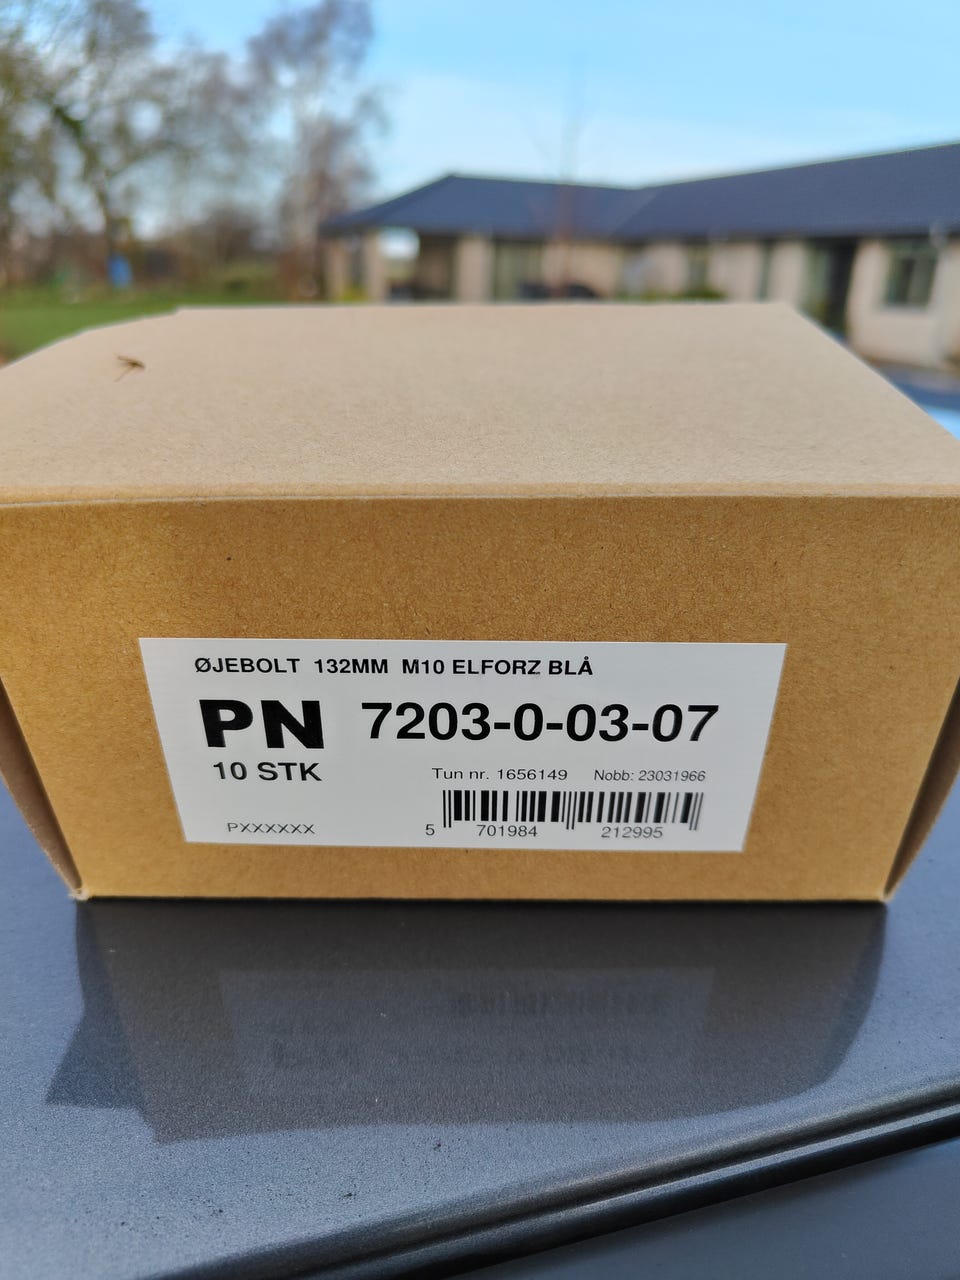 ØJEBOLT 132MM M10 ELFORZ BLÅ
PN 7203-0-03-07
10 STK
Tun nr. 1656149 Nobb: 23031966
PXXXXXX
5 701984 212995